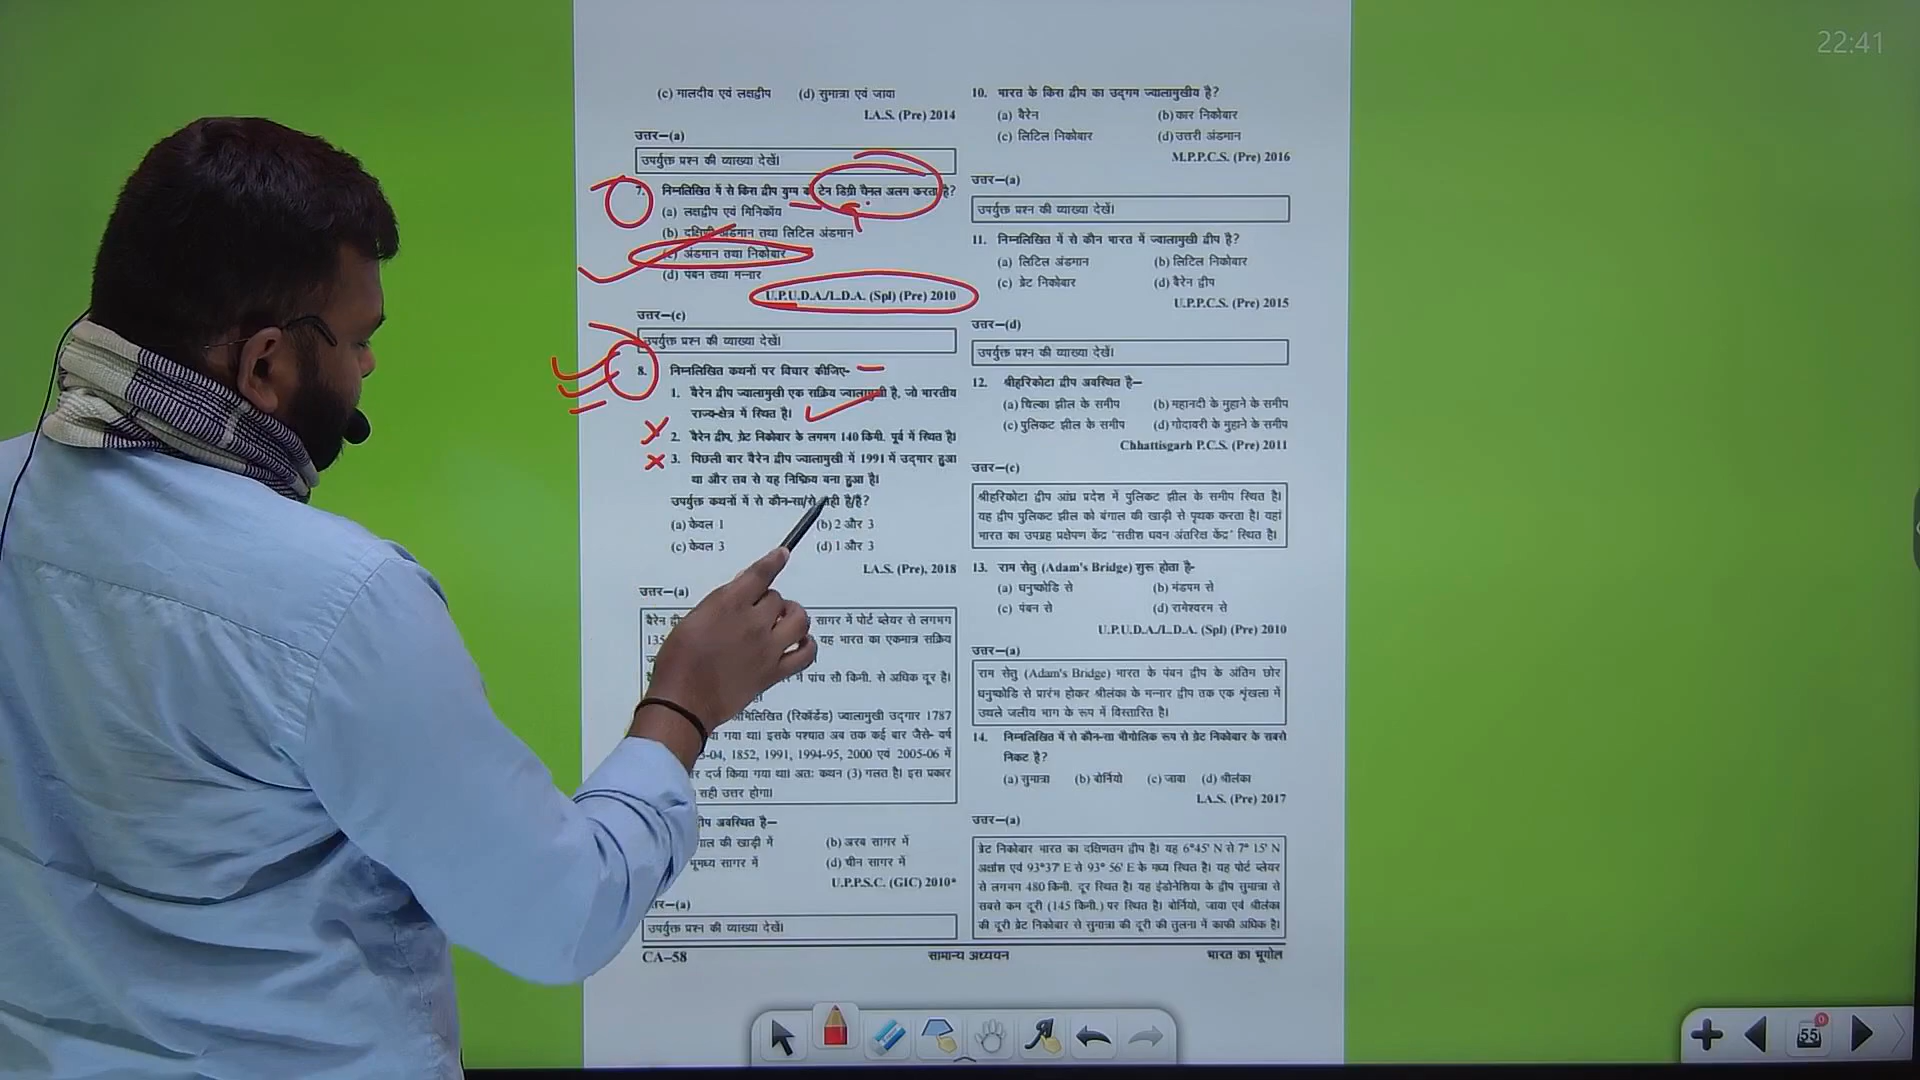 22:41
(c) मालदीव एवं लक्षद्वीप (d) सुमात्रा एवं जावा
I.A.S. (Pre) 2014
उत्तर—(a)
उपर्युक्त प्रश्न की व्याख्या देखें।
7. निम्नलिखित में से किस द्वीप युग्म को टेन डिग्री चैनल अलग करता है?
(a) लक्षद्वीप एवं मिनिकॉय
(b) दक्षिणी अंडमान तथा लिटिल अंडमान
(c) अंडमान तथा निकोबार
(d) पंबन तथा मन्नार
U.P.U.D.A./L.D.A. (Spl) (Pre) 2010
उत्तर—(c)
उपर्युक्त प्रश्न की व्याख्या देखें।
8. निम्नलिखित कथनों पर विचार कीजिए-
1. बैरेन द्वीप ज्वालामुखी एक सक्रिय ज्वालामुखी है, जो भारतीय
राज्य-क्षेत्र में स्थित है।
2. बैरेन द्वीप, ग्रेट निकोबार के लगभग 140 किमी. पूर्व में स्थित है।
3. पिछली बार बैरेन द्वीप ज्वालामुखी में 1991 में उद्गार हुआ
था और तब से यह निष्क्रिय बना हुआ है।
उपर्युक्त कथनों में से कौन-सा/से सही है/हैं?
(a) केवल 1 (b) 2 और 3
(c) केवल 3 (d) 1 और 3
I.A.S. (Pre), 2018
उत्तर—(a)
बैरेन सागर में पोर्ट ब्लेयर से लगभग
135 यह भारत का एकमात्र सक्रिय
में पांच सौ किमी. से अधिक दूर है।
अभिलिखित (रिकॉर्डेड) ज्वालामुखी उद्गार 1787
गया था। इसके पश्चात अब तक कई बार जैसे- वर्ष
-04, 1852, 1991, 1994-95, 2000 एवं 2005-06 में
दर्ज किया गया था। अतः कथन (3) गलत है। इस प्रकार
सही उत्तर होगा।
अवस्थित है—
की खाड़ी में (b) अरब सागर में
सागर में (d) चीन सागर में
U.P.P.S.C. (GIC) 2010*
—(a)
उपर्युक्त प्रश्न की व्याख्या देखें।
10. भारत के किस द्वीप का उद्गम ज्वालामुखीय है?
(a) बैरेन (b) कार निकोबार
(c) लिटिल निकोबार (d) उत्तरी अंडमान
M.P.P.C.S. (Pre) 2016
उत्तर—(a)
उपर्युक्त प्रश्न की व्याख्या देखें।
11. निम्नलिखित में से कौन भारत में ज्वालामुखी द्वीप है?
(a) लिटिल अंडमान (b) लिटिल निकोबार
(c) ग्रेट निकोबार (d) बैरेन द्वीप
U.P.P.C.S. (Pre) 2015
उत्तर—(d)
उपर्युक्त प्रश्न की व्याख्या देखें।
12. श्रीहरिकोटा द्वीप अवस्थित है—
(a) चिल्का झील के समीप (b) महानदी के मुहाने के समीप
(c) पुलिकट झील के समीप (d) गोदावरी के मुहाने के समीप
Chhattisgarh P.C.S. (Pre) 2011
उत्तर—(c)
श्रीहरिकोटा द्वीप आंध्र प्रदेश में पुलिकट झील के समीप स्थित है।
यह द्वीप पुलिकट झील को बंगाल की खाड़ी से पृथक करता है। यहां
भारत का उपग्रह प्रक्षेपण केंद्र 'सतीश धवन अंतरिक्ष केंद्र' स्थित है।
13. राम सेतु (Adam's Bridge) शुरू होता है-
(a) धनुष्कोडि से (b) मंडपम से
(c) पंबन से (d) रामेश्वरम से
U.P.U.D.A./L.D.A. (Spl) (Pre) 2010
उत्तर—(a)
राम सेतु (Adam's Bridge) भारत के पंबन द्वीप के अंतिम छोर
धनुष्कोडि से प्रारंभ होकर श्रीलंका के मन्नार द्वीप तक एक शृंखला में
उथले जलीय भाग के रूप में विस्तारित है।
14. निम्नलिखित में से कौन-सा भौगोलिक रूप से ग्रेट निकोबार के सबसे
निकट है?
(a) सुमात्रा (b) बोर्नियो (c) जावा (d) श्रीलंका
I.A.S. (Pre) 2017
उत्तर—(a)
ग्रेट निकोबार भारत का दक्षिणतम द्वीप है। यह 6°45' N से 7° 15' N
अक्षांश एवं 93°37' E से 93° 56' E के मध्य स्थित है। यह पोर्ट ब्लेयर
से लगभग 480 किमी. दूर स्थित है। यह इंडोनेशिया के द्वीप सुमात्रा से
सबसे कम दूरी (145 किमी.) पर स्थित है। बोर्नियो, जावा एवं श्रीलंका
की दूरी ग्रेट निकोबार से सुमात्रा की दूरी की तुलना में काफी अधिक है।
CA–58 सामान्य अध्ययन भारत का भूगोल
55
0